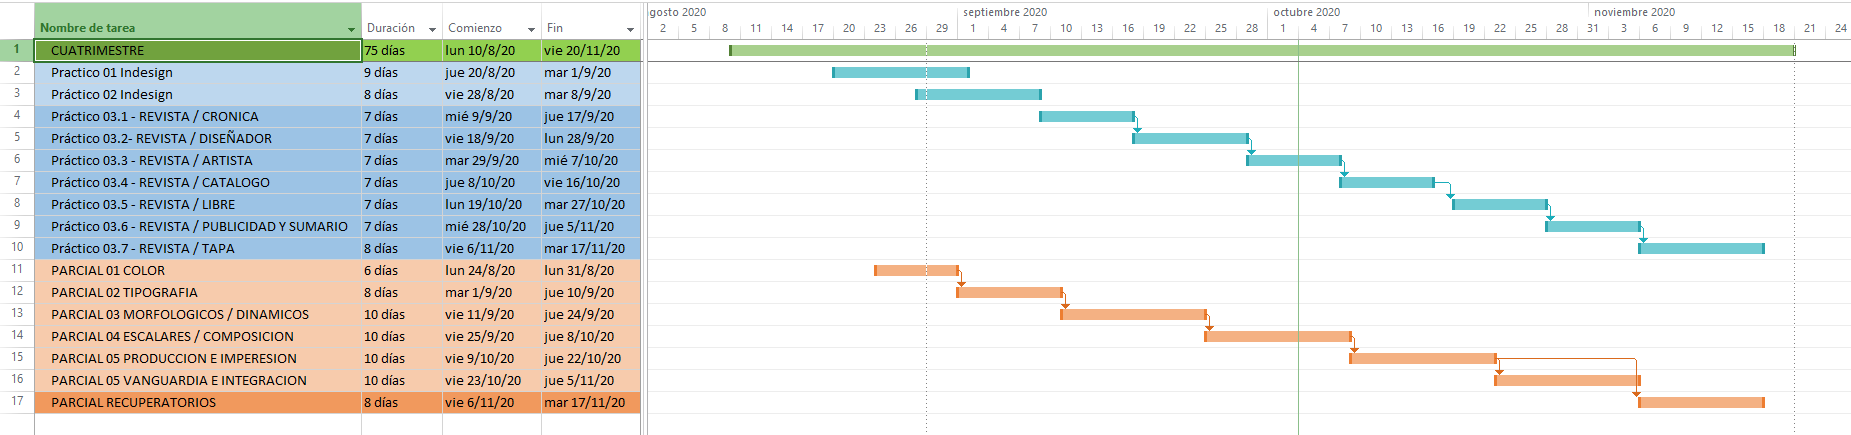 gosto 2020 septiembre 2020 octubre 2020 noviembre 2020
Nombre de tarea Duración Comienzo Fin 2 5 8 11 14 17 20 23 26 29 1 4 7 10 13 16 19 22 25 28 1 4 7 10 13 16 19 22 25 28 31 3 6 9 12 15 18 21 24
1 CUATRIMESTRE 75 días lun 10/8/20 vie 20/11/20
2 Practico 01 Indesign 9 días jue 20/8/20 mar 1/9/20
3 Práctico 02 Indesign 8 días vie 28/8/20 mar 8/9/20
4 Práctico 03.1 - REVISTA / CRONICA 7 días mié 9/9/20 jue 17/9/20
5 Práctico 03.2- REVISTA / DISEÑADOR 7 días vie 18/9/20 lun 28/9/20
6 Práctico 03.3 - REVISTA / ARTISTA 7 días mar 29/9/20 mié 7/10/20
7 Práctico 03.4 - REVISTA / CATALOGO 7 días jue 8/10/20 vie 16/10/20
8 Práctico 03.5 - REVISTA / LIBRE 7 días lun 19/10/20 mar 27/10/20
9 Práctico 03.6 - REVISTA / PUBLICIDAD Y SUMARIO 7 días mié 28/10/20 jue 5/11/20
10 Práctico 03.7 - REVISTA / TAPA 8 días vie 6/11/20 mar 17/11/20
11 PARCIAL 01 COLOR 6 días lun 24/8/20 lun 31/8/20
12 PARCIAL 02 TIPOGRAFIA 8 días mar 1/9/20 jue 10/9/20
13 PARCIAL 03 MORFOLOGICOS / DINAMICOS 10 días vie 11/9/20 jue 24/9/20
14 PARCIAL 04 ESCALARES / COMPOSICION 10 días vie 25/9/20 jue 8/10/20
15 PARCIAL 05 PRODUCCION E IMPERESION 10 días vie 9/10/20 jue 22/10/20
16 PARCIAL 05 VANGUARDIA E INTEGRACION 10 días vie 23/10/20 jue 5/11/20
17 PARCIAL RECUPERATORIOS 8 días vie 6/11/20 mar 17/11/20